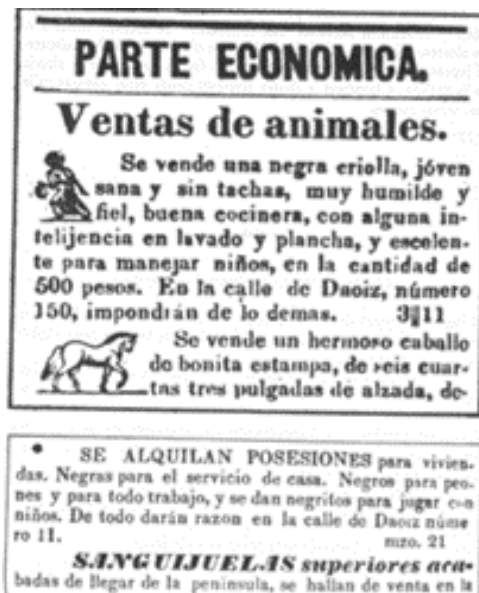 PARTE ECONOMICA.
Ventas de animales.
Se vende una negra criolla, jóven
sana y sin tachas, muy humilde y
fiel, buena cocinera, con alguna in-
telijencia en lavado y plancha, y escelen-
te para manejar niños, en la cantidad de
500 pesos. En la calle de Daoiz, número
150, impondrán de lo demas. 3 11
Se vende un hermoso caballo
de bonita estampa, de seis cuar-
tas tres pulgadas de alzada, de-
SE ALQUILAN POSESIONES para vivien-
das. Negras para el servicio de casa. Negros para peo-
nes y para todo trabajo, y se dan negritos para jugar con
niños. De todo darán razon en la calle de Daoiz núme
ro 11. mzo. 21
SANGUIJUELAS superiores aca-
badas de llegar de la peninsula, se hallan de venta en la